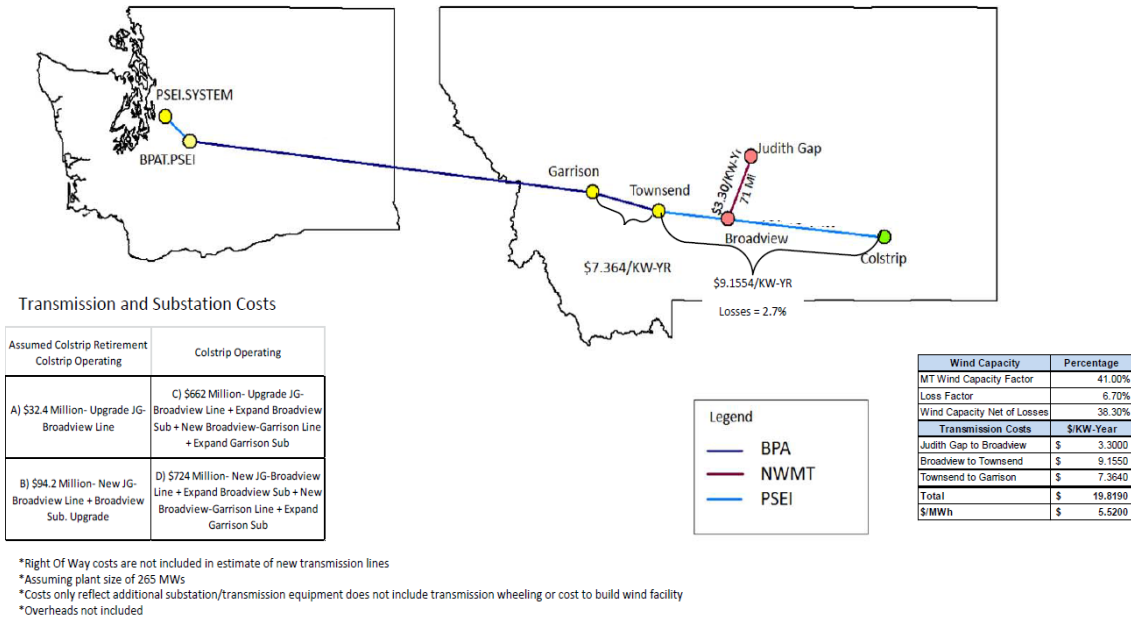 PSEI.SYSTEM
BPAT.PSEI
Garrison
Townsend
Judith Gap
$3.30/KW-Yr
71 MI
Broadview
Colstrip
$7.364/KW-YR
$9.1554/KW-YR
Losses = 2.7%
Transmission and Substation Costs
Assumed Colstrip Retirement
Colstrip Operating
Colstrip Operating
A) $32.4 Million- Upgrade JG-
Broadview Line
C) $662 Million- Upgrade JG-
Broadview Line + Expand Broadview
Sub + New Broadview-Garrison Line
+ Expand Garrison Sub
B) $94.2 Million- New JG-
Broadview Line + Broadview
Sub. Upgrade
D) $724 Million- New JG-Broadview
Line + Expand Broadview Sub + New
Broadview-Garrison Line + Expand
Garrison Sub
Legend
BPA
NWMT
PSEI
Wind Capacity Percentage
MT Wind Capacity Factor 41.00%
Loss Factor 6.70%
Wind Capacity Net of Losses 38.30%
Transmission Costs $/KW-Year
Judith Gap to Broadview $ 3.3000
Broadview to Townsend $ 9.1550
Townsend to Garrison $ 7.3640
Total $ 19.8190
$/MWh $ 5.5200
*Right Of Way costs are not included in estimate of new transmission lines
*Assuming plant size of 265 MWs
*Costs only reflect additional substation/transmission equipment does not include transmission wheeling or cost to build wind facility
*Overheads not included